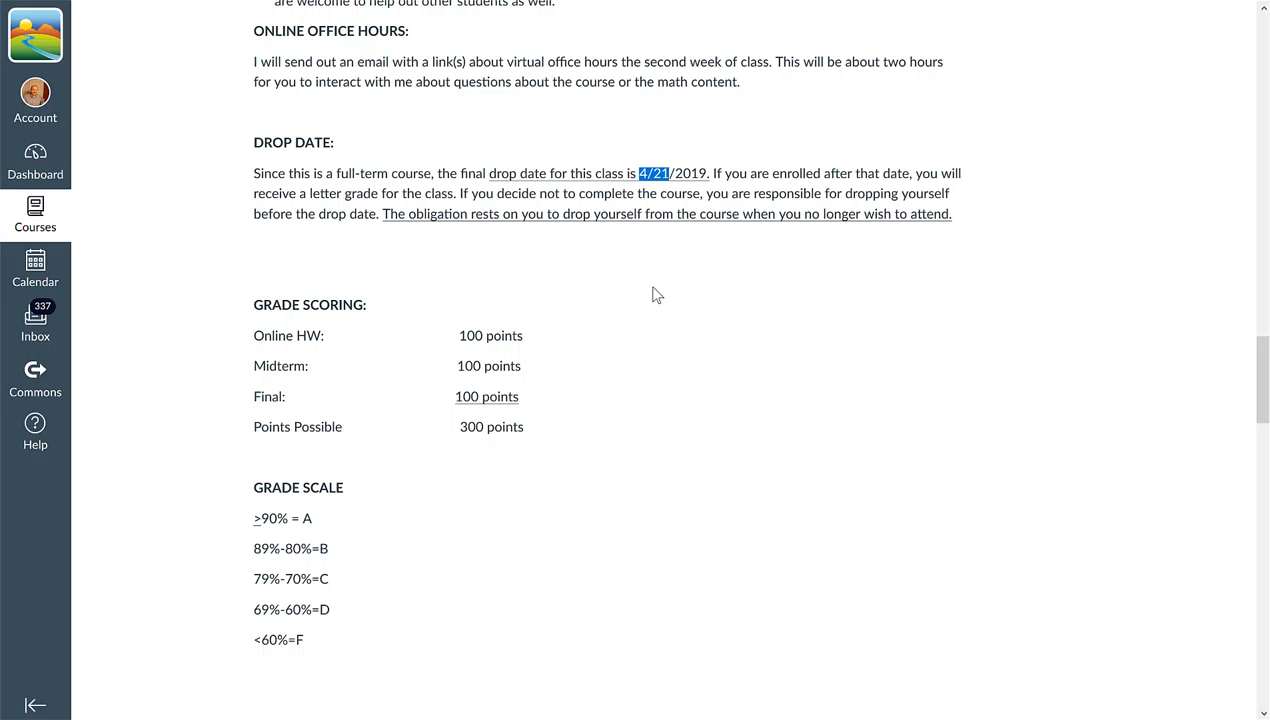 are welcome to help out other students as well.
ONLINE OFFICE HOURS:
I will send out an email with a link(s) about virtual office hours the second week of class. This will be about two hours
for you to interact with me about questions about the course or the math content.
DROP DATE:
Since this is a full-term course, the final drop date for this class is 4/21/2019. If you are enrolled after that date, you will
receive a letter grade for the class. If you decide not to complete the course, you are responsible for dropping yourself
before the drop date. The obligation rests on you to drop yourself from the course when you no longer wish to attend.
GRADE SCORING:
Online HW: 100 points
Midterm: 100 points
Final: 100 points
Points Possible 300 points
GRADE SCALE
>90% = A
89%-80%=B
79%-70%=C
69%-60%=D
<60%=F
Account
Dashboard
Courses
Calendar
337
Inbox
Commons
Help